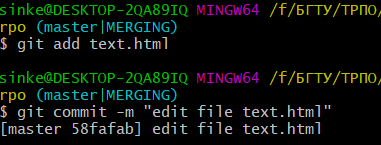 sinke@DESKTOP-2QA89IQ MINGW64 /f/БГТУ/ТРПО/
rpo (master|MERGING)
$ git add text.html
sinke@DESKTOP-2QA89IQ MINGW64 /f/БГТУ/ТРПО/
rpo (master|MERGING)
$ git commit -m "edit file text.html"
[master 58fafab] edit file text.html